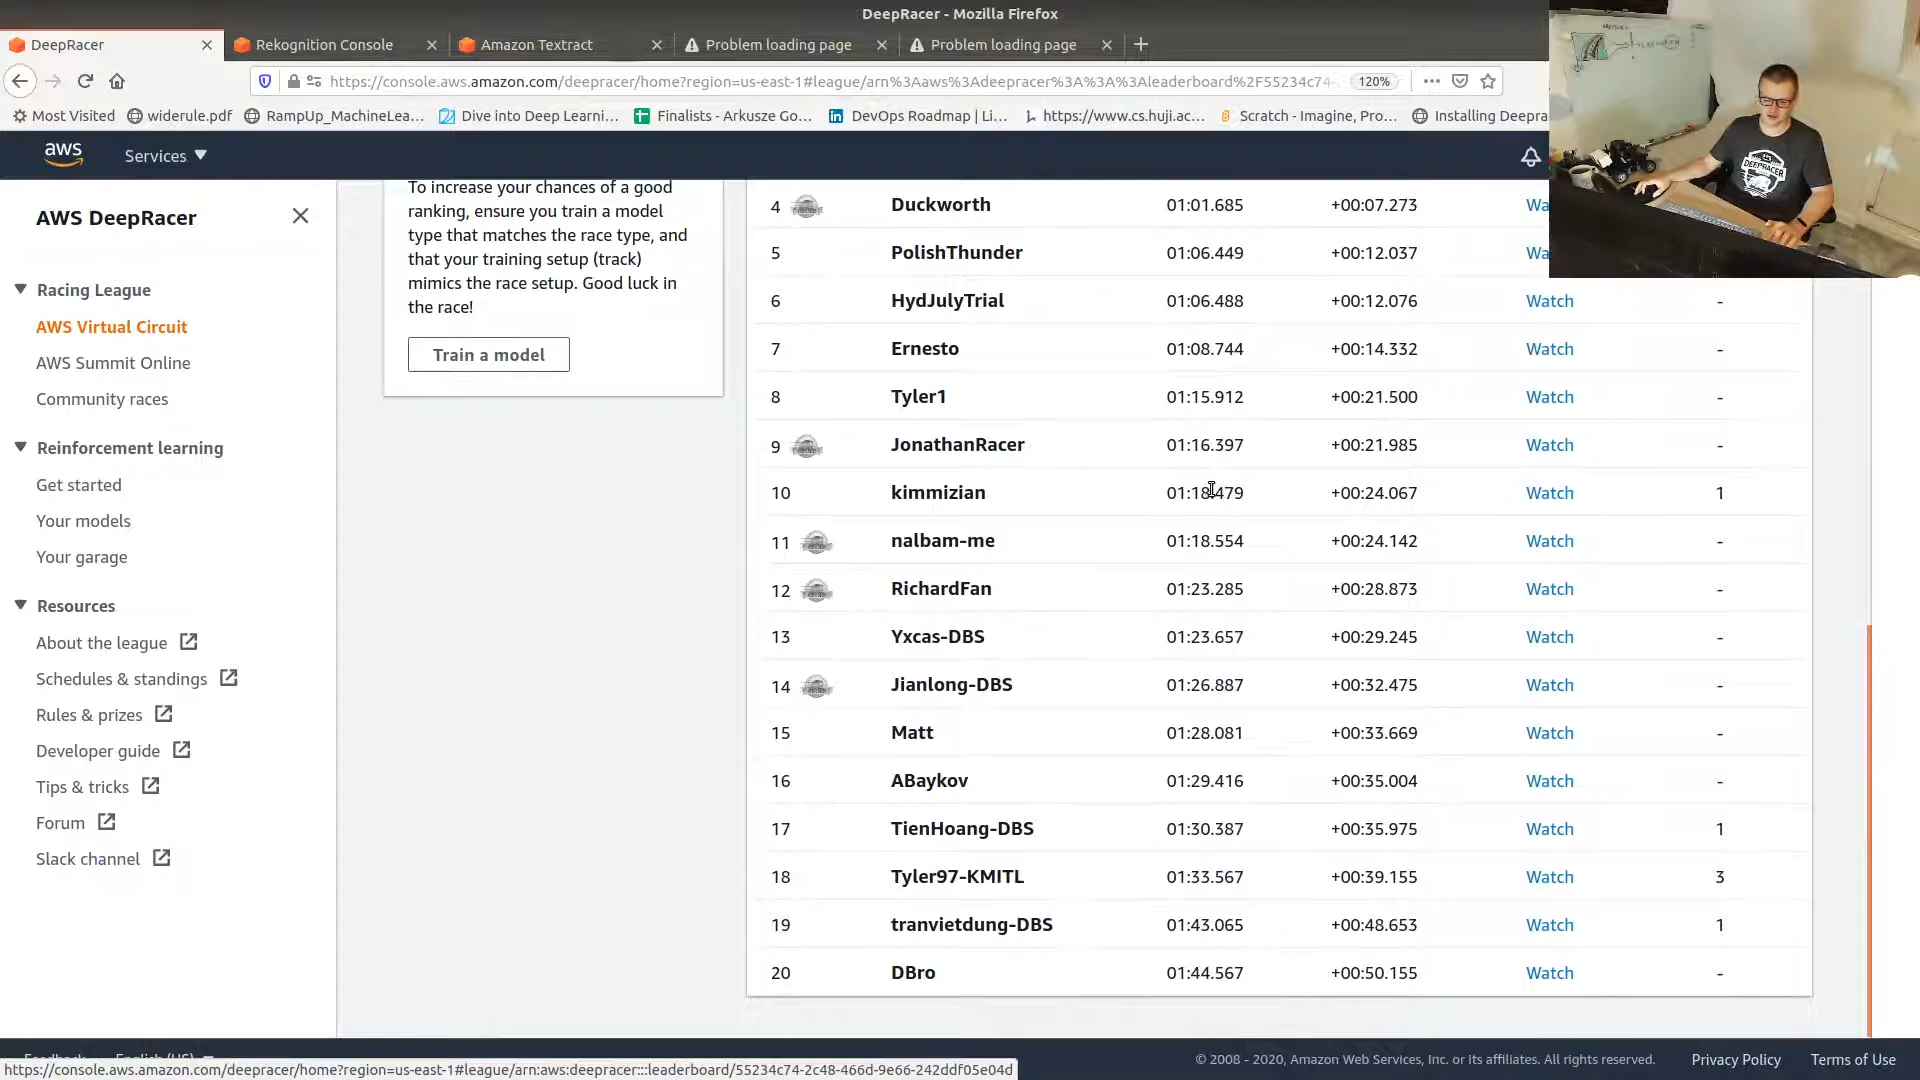 DeepRacer - Mozilla Firefox
DeepRacer
Rekognition Console
Amazon Textract
Problem loading page
Problem loading page
https://console.aws.amazon.com/deepracer/home?region=us-east-1#league/arn%3Aaws%3Adeepracer%3A%3A%3Aleaderboard%2F55234c74-
120%
Most Visited
widerule.pdf
RampUp_MachineLea...
Dive into Deep Learni...
Finalists - Arkusze Go...
DevOps Roadmap | Li...
https://www.cs.huji.ac...
Scratch - Imagine, Pro...
Installing Deepra
aws
Services
AWS DeepRacer
Racing League
AWS Virtual Circuit
AWS Summit Online
Community races
Reinforcement learning
Get started
Your models
Your garage
Resources
About the league
Schedules & standings
Rules & prizes
Developer guide
Tips & tricks
Forum
Slack channel
To increase your chances of a good
ranking, ensure you train a model
type that matches the race type, and
that your training setup (track)
mimics the race setup. Good luck in
the race!
Train a model
4 Duckworth 01:01.685 +00:07.273 Wa
5 PolishThunder 01:06.449 +00:12.037 Wa
6 HydJulyTrial 01:06.488 +00:12.076 Watch -
7 Ernesto 01:08.744 +00:14.332 Watch -
8 Tyler1 01:15.912 +00:21.500 Watch -
9 JonathanRacer 01:16.397 +00:21.985 Watch -
10 kimmizian 01:18.479 +00:24.067 Watch 1
11 nalbam-me 01:18.554 +00:24.142 Watch -
12 RichardFan 01:23.285 +00:28.873 Watch -
13 Yxcas-DBS 01:23.657 +00:29.245 Watch -
14 Jianlong-DBS 01:26.887 +00:32.475 Watch -
15 Matt 01:28.081 +00:33.669 Watch -
16 ABaykov 01:29.416 +00:35.004 Watch -
17 TienHoang-DBS 01:30.387 +00:35.975 Watch 1
18 Tyler97-KMITL 01:33.567 +00:39.155 Watch 3
19 tranvietdung-DBS 01:43.065 +00:48.653 Watch 1
20 DBro 01:44.567 +00:50.155 Watch -
DEEPRACER
© 2008 - 2020, Amazon Web Services, Inc. or its affiliates. All rights reserved.
Privacy Policy
Terms of Use
https://console.aws.amazon.com/deepracer/home?region=us-east-1#league/arn:aws:deepracer:::leaderboard/55234c74-2c48-466d-9e66-242ddf05e04d